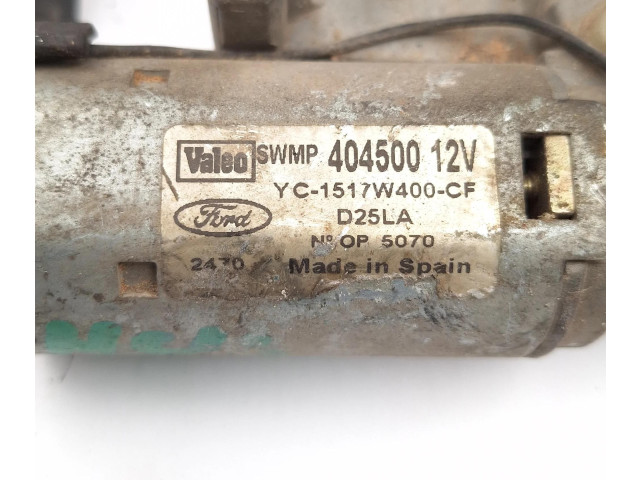 Valeo SWMP 404500 12V
YC-1517W400-CF
Ford D25LA
Nº OP 5070
2470 Made in Spain